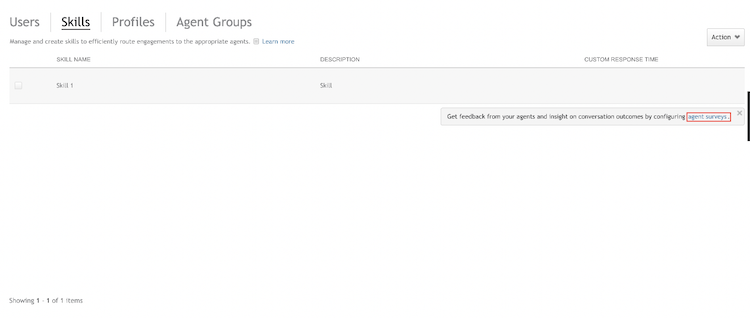 Users Skills Profiles Agent Groups
Manage and create skills to efficiently route engagements to the appropriate agents. Learn more
Action
SKILL NAME DESCRIPTION CUSTOM RESPONSE TIME
Skill 1 Skill
Get feedback from your agents and insight on conversation outcomes by configuring agent surveys.
Showing 1 - 1 of 1 items